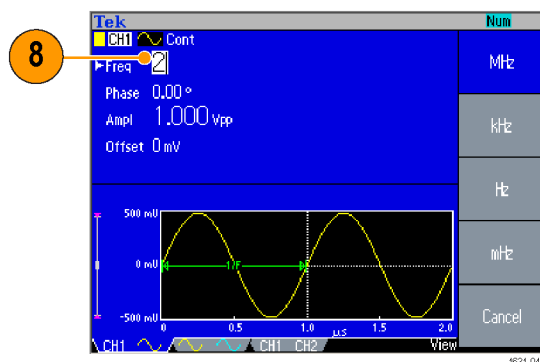 Tek Num
CH1 Cont
8
Freq 2
MHz
Phase 0.00 °
Ampl 1.000 Vpp
kHz
Offset 0 mV
Hz
500 mV
0 mV
1/F
mHz
-500 mV
0 0.5 1.0 µs 1.5 2.0
Cancel
CH1 CH1 CH2 View